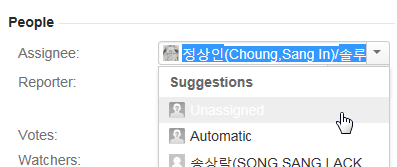 People
Assignee: 정상인(Choung,Sang In)/솔루
Reporter: Suggestions
Unassigned
Votes: Automatic
Watchers: 송상락(SONG SANG LACK